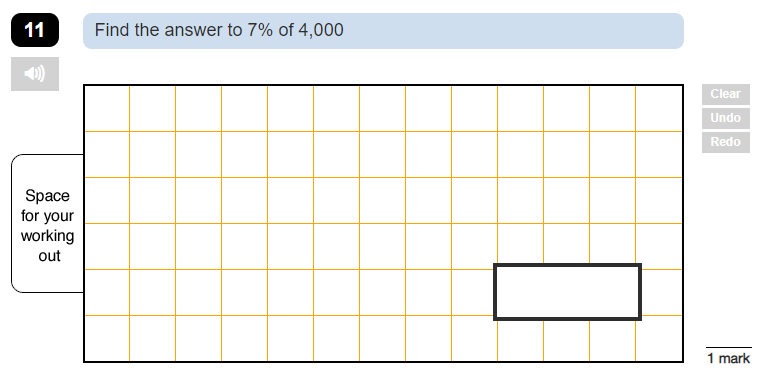 11
Find the answer to 7% of 4,000
Clear
Undo
Redo
Space
for your
working
out
1 mark